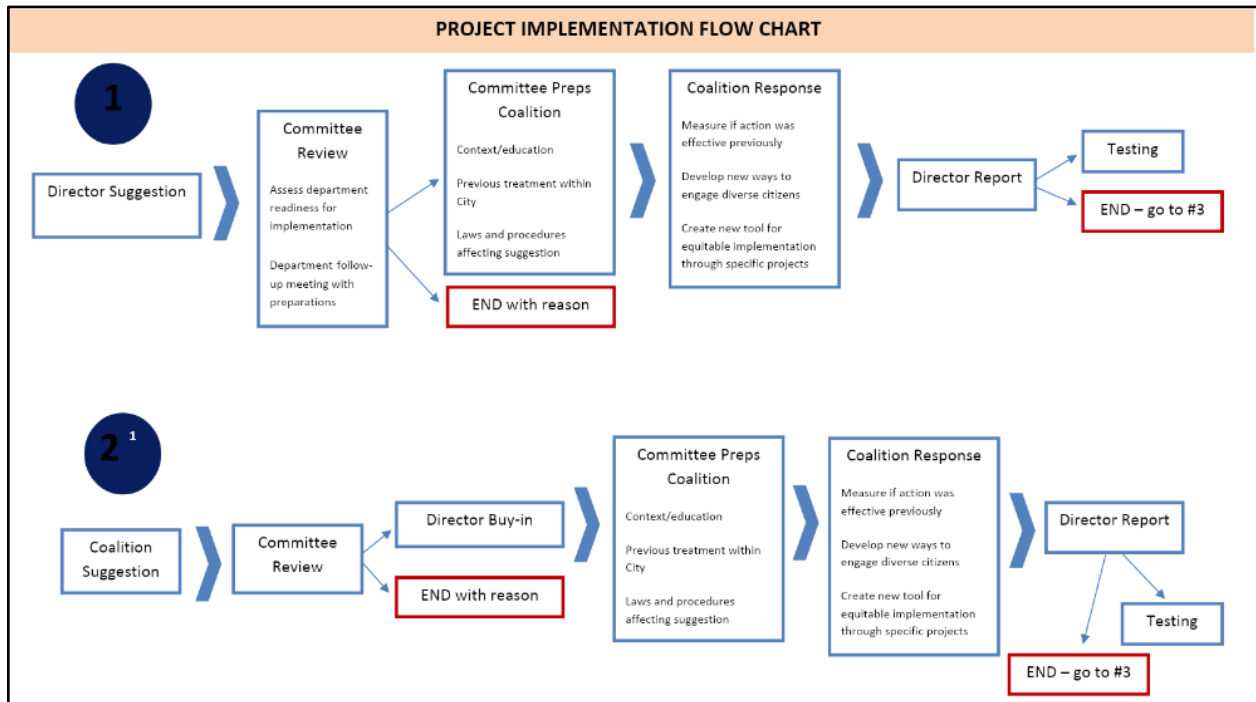 PROJECT IMPLEMENTATION FLOW CHART
1
Director Suggestion
Committee
Review
Assess department
readiness for
implementation
Department follow-
up meeting with
preparations
Committee Preps
Coalition
Context/education
Previous treatment within
City
Laws and procedures
affecting suggestion
END with reason
Coalition Response
Measure if action was
effective previously
Develop new ways to
engage diverse citizens
Create new tool for
equitable implementation
through specific projects
Director Report
Testing
END – go to #3
2 1
Coalition
Suggestion
Committee
Review
Director Buy-in
END with reason
Committee Preps
Coalition
Context/education
Previous treatment within
City
Laws and procedures
affecting suggestion
Coalition Response
Measure if action was
effective previously
Develop new ways to
engage diverse citizens
Create new tool for
equitable implementation
through specific projects
Director Report
Testing
END – go to #3